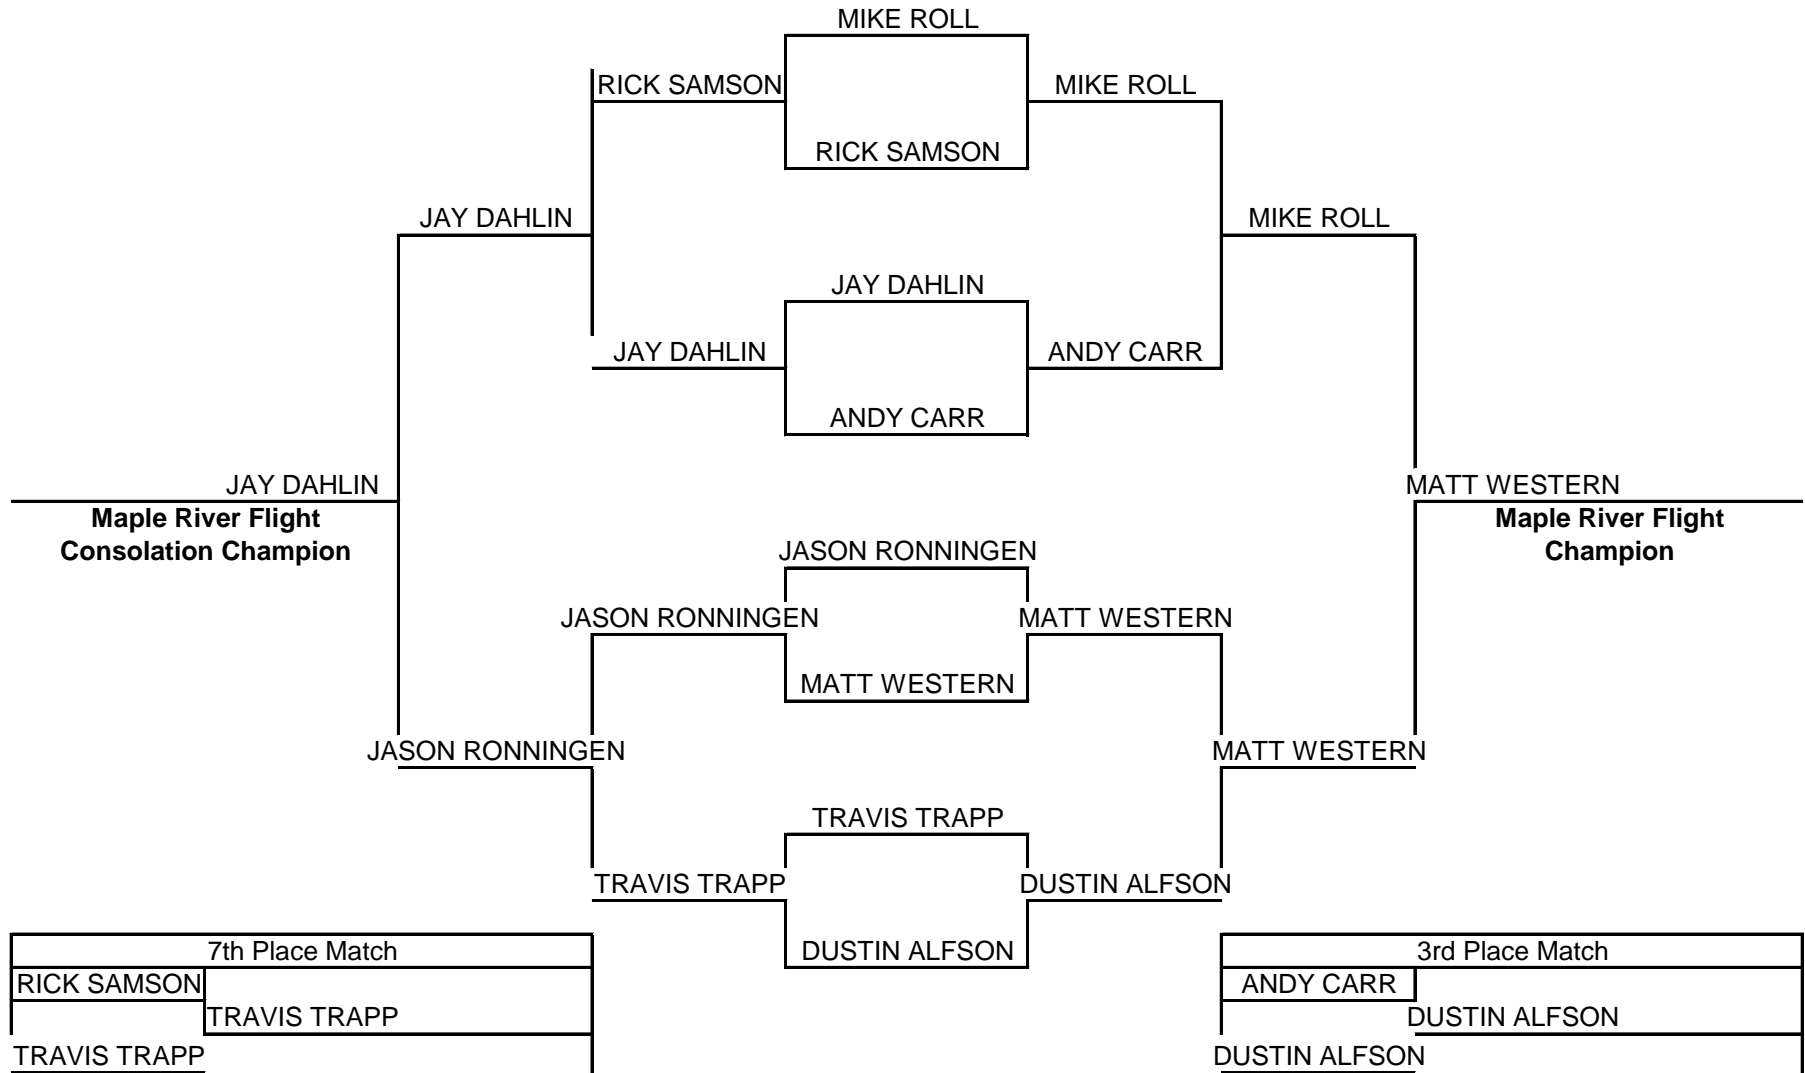 MIKE ROLL
RICK SAMSON
MIKE ROLL
RICK SAMSON
JAY DAHLIN
MIKE ROLL
JAY DAHLIN
JAY DAHLIN
ANDY CARR
ANDY CARR
JAY DAHLIN
MATT WESTERN
Maple River Flight
Consolation Champion
Maple River Flight
Champion
JASON RONNINGEN
JASON RONNINGEN
MATT WESTERN
MATT WESTERN
JASON RONNINGEN
MATT WESTERN
TRAVIS TRAPP
TRAVIS TRAPP
DUSTIN ALFSON
DUSTIN ALFSON
7th Place Match
RICK SAMSON
TRAVIS TRAPP
TRAVIS TRAPP
3rd Place Match
ANDY CARR
DUSTIN ALFSON
DUSTIN ALFSON